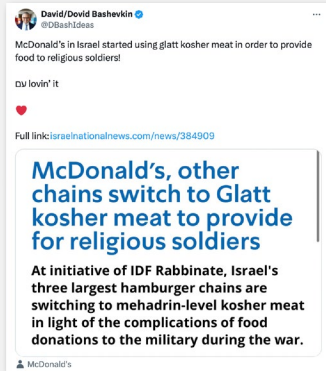 David/Dovid Bashevkin
@DBashIdeas
McDonald's in Israel started using glatt kosher meat in order to provide
food to religious soldiers!
עם lovin' it
Full link: israelnationalnews.com/news/384909
McDonald's, other
chains switch to Glatt
kosher meat to provide
for religious soldiers
At initiative of IDF Rabbinate, Israel's
three largest hamburger chains are
switching to mehadrin-level kosher meat
in light of the complications of food
donations to the military during the war.
McDonald's